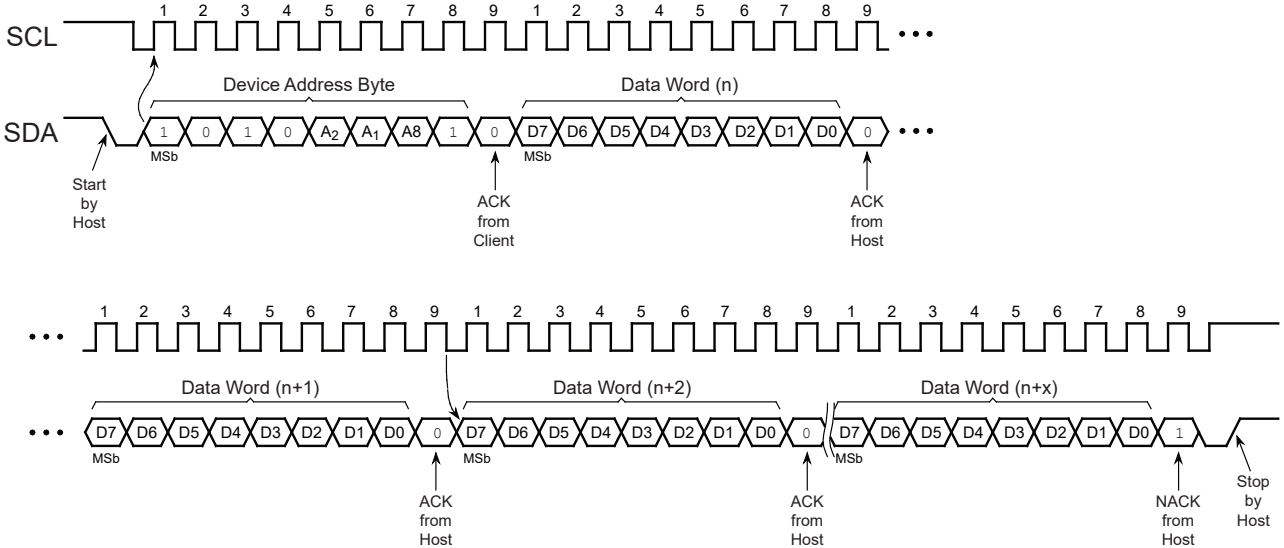 1 2 3 4 5 6 7 8 9 1 2 3 4 5 6 7 8 9
SCL
Device Address Byte Data Word (n)
SDA
1 0 1 0 A2 A1 A8 1 0 D7 D6 D5 D4 D3 D2 D1 D0 0
MSb MSb
Start
by
Host
ACK
from
Client
ACK
from
Host
1 2 3 4 5 6 7 8 9 1 2 3 4 5 6 7 8 9 1 2 3 4 5 6 7 8 9
Data Word (n+1) Data Word (n+2) Data Word (n+x)
D7 D6 D5 D4 D3 D2 D1 D0 0 D7 D6 D5 D4 D3 D2 D1 D0 0 D7 D6 D5 D4 D3 D2 D1 D0 1
MSb MSb MSb
ACK
from
Host
ACK
from
Host
NACK
from
Host
Stop
by
Host